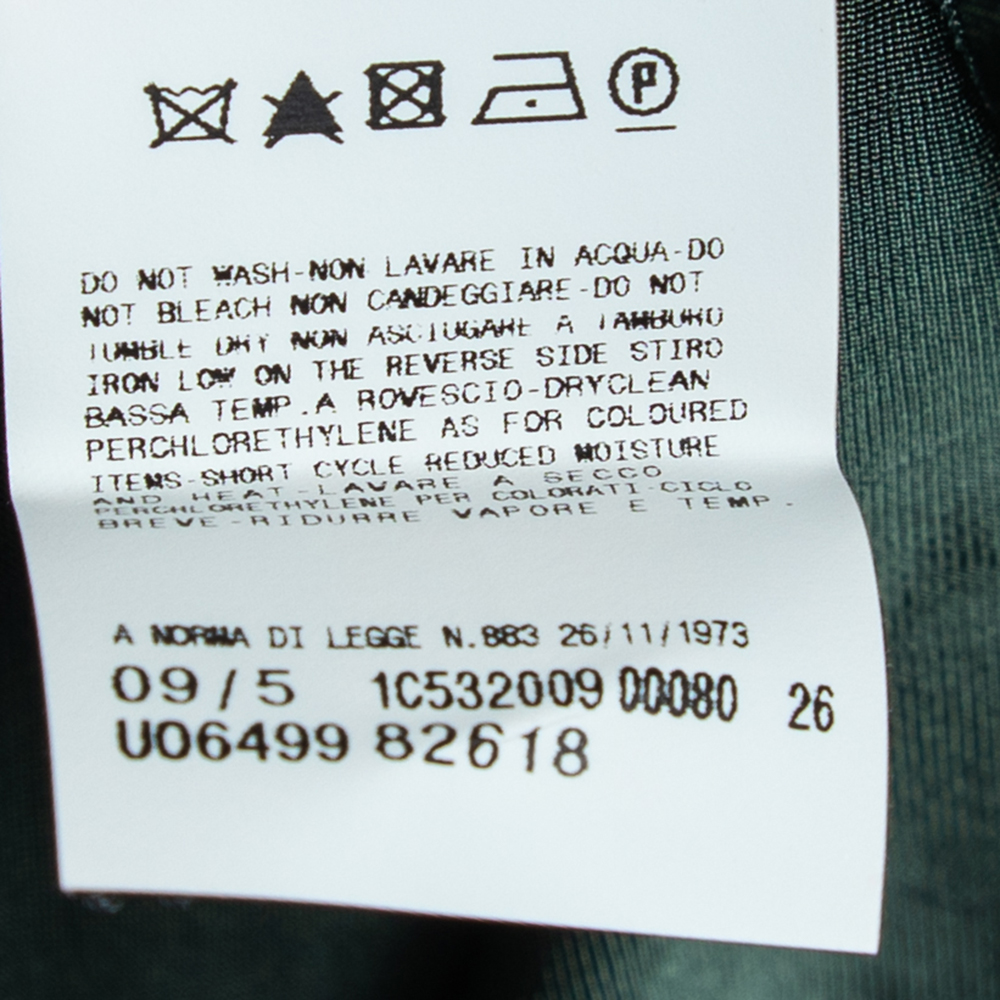 P
DO NOT WASH-NON LAVARE IN ACQUA-DO
NOT BLEACH NON CANDEGGIARE-DO NOT
TUMBLE DRY NON ASCIUGARE A TAMBURO
IRON LOW ON THE REVERSE SIDE STIRO
BASSA TEMP.A ROVESCIO-DRYCLEAN
PERCHLORETHYLENE AS FOR COLOURED
ITEMS-SHORT CYCLE REDUCED MOISTURE
AND HEAT-LAVARE A SECCO
PERCHLORETHYLENE PER COLORATI-CICLO
BREVE-RIDURRE VAPORE E TEMP.
A NORMA DI LEGGE N.883 26/11/1973
09/5 1C532009 00080 26
U06499 82618